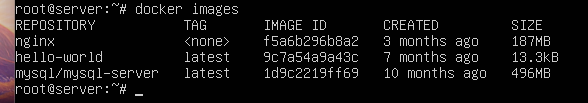 root@server:~# docker images
REPOSITORY TAG IMAGE ID CREATED SIZE
nginx <none> f5a6b296b8a2 3 months ago 187MB
hello-world latest 9c7a54a9a43c 7 months ago 13.3kB
mysql/mysql-server latest 1d9c2219ff69 10 months ago 496MB
root@server:~# _